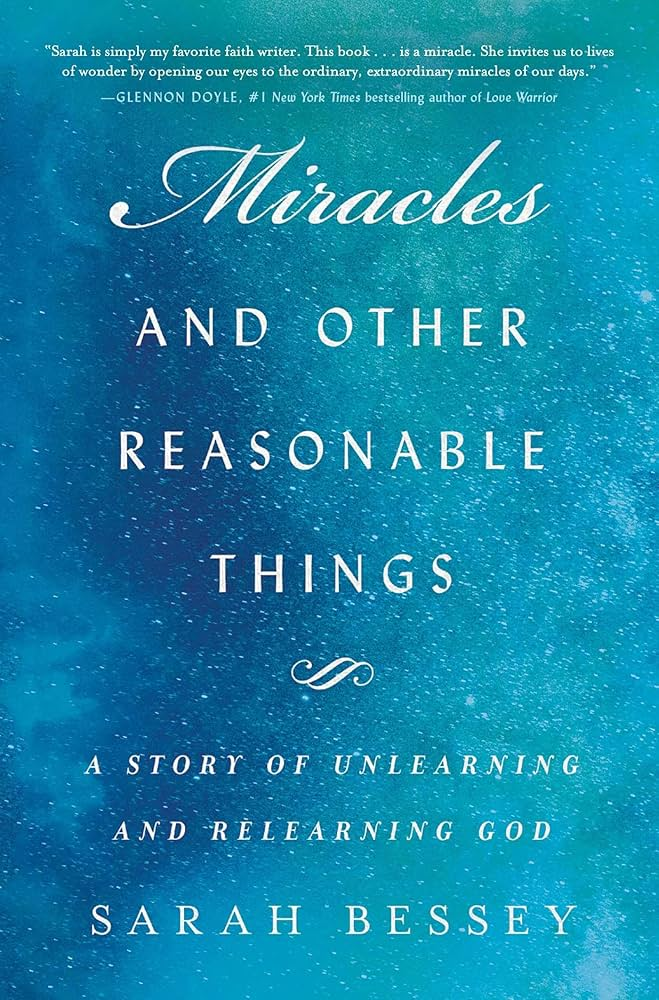 “Sarah is simply my favorite faith writer. This book . . . is a miracle. She invites us to lives
of wonder by opening our eyes to the ordinary, extraordinary miracles of our days.”
—GLENNON DOYLE, #1 New York Times bestselling author of Love Warrior
Miracles
AND OTHER
REASONABLE
THINGS
A STORY OF UNLEARNING
AND RELEARNING GOD
SARAH BESSEY